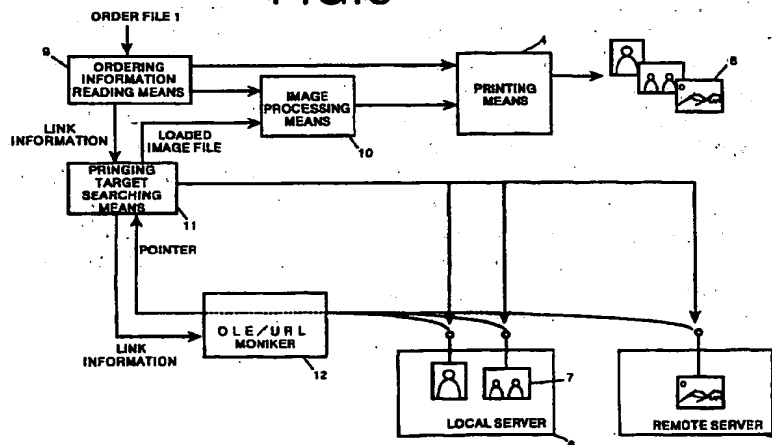 ORDER FILE 1
9
ORDERING
INFORMATION
READING MEANS
IMAGE
PROCESSING
MEANS
10
4
PRINTING
MEANS
LINK
INFORMATION
LOADED
IMAGE FILE
PRINGING
TARGET
SEARCHING
MEANS
11
POINTER
LINK
INFORMATION
OLE/URL
MONIKER
12
7
LOCAL SERVER
REMOTE SERVER